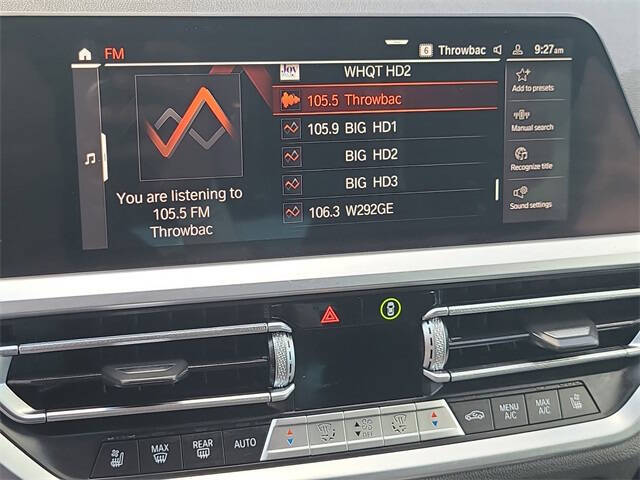 FM
6 Throwbac 9:27am
Joy
WHQT HD2
105.5 Throwbac
105.9 BIG HD1
BIG HD2
BIG HD3
106.3 W292GE
You are listening to
105.5 FM
Throwbac
Add to presets
Manual search
Recognize title
Sound settings
MAX
REAR
AUTO
OFF
MENU
A/C
MAX
A/C